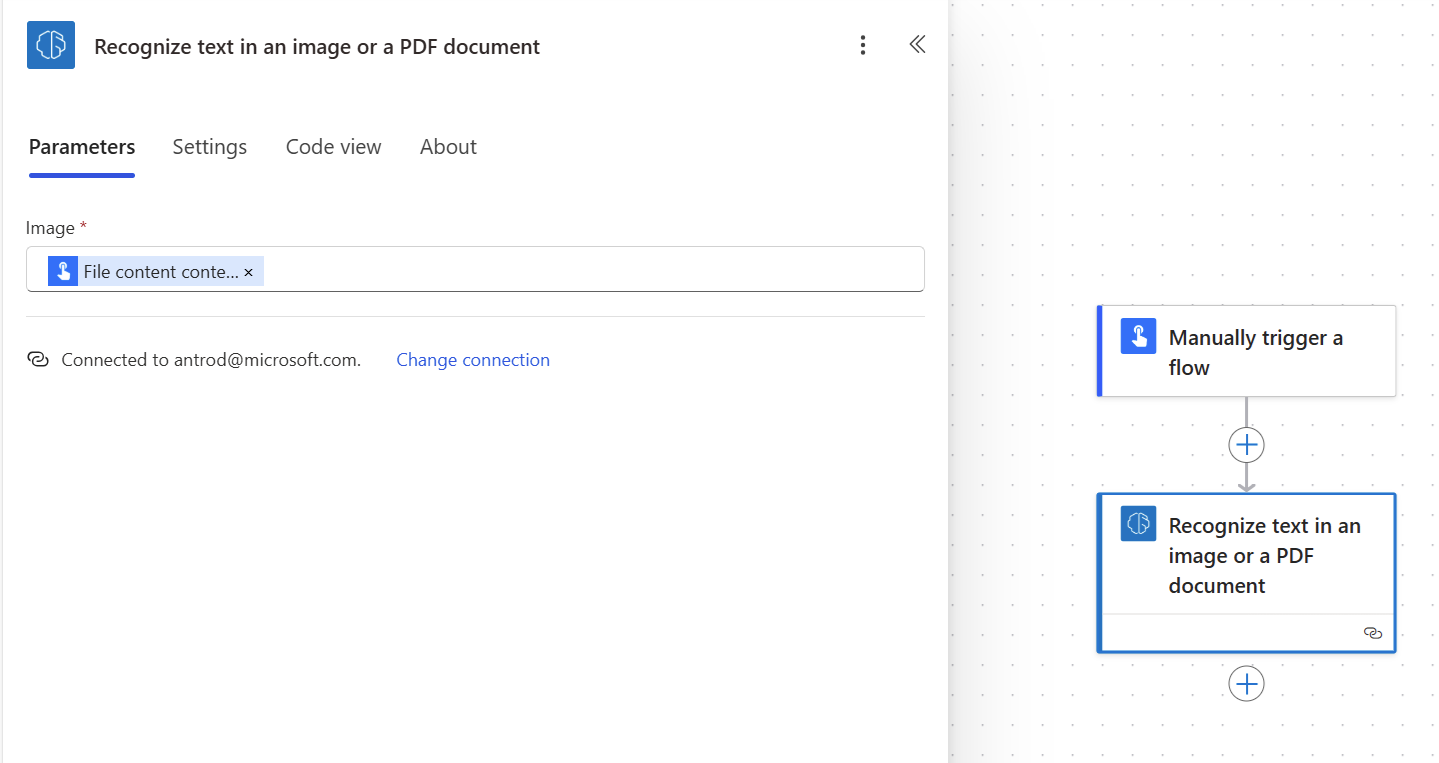 Recognize text in an image or a PDF document
Parameters
Settings
Code view
About
Image *
File content conte... ×
Connected to antrod@microsoft.com.
Change connection
Manually trigger a
flow
Recognize text in an
image or a PDF
document